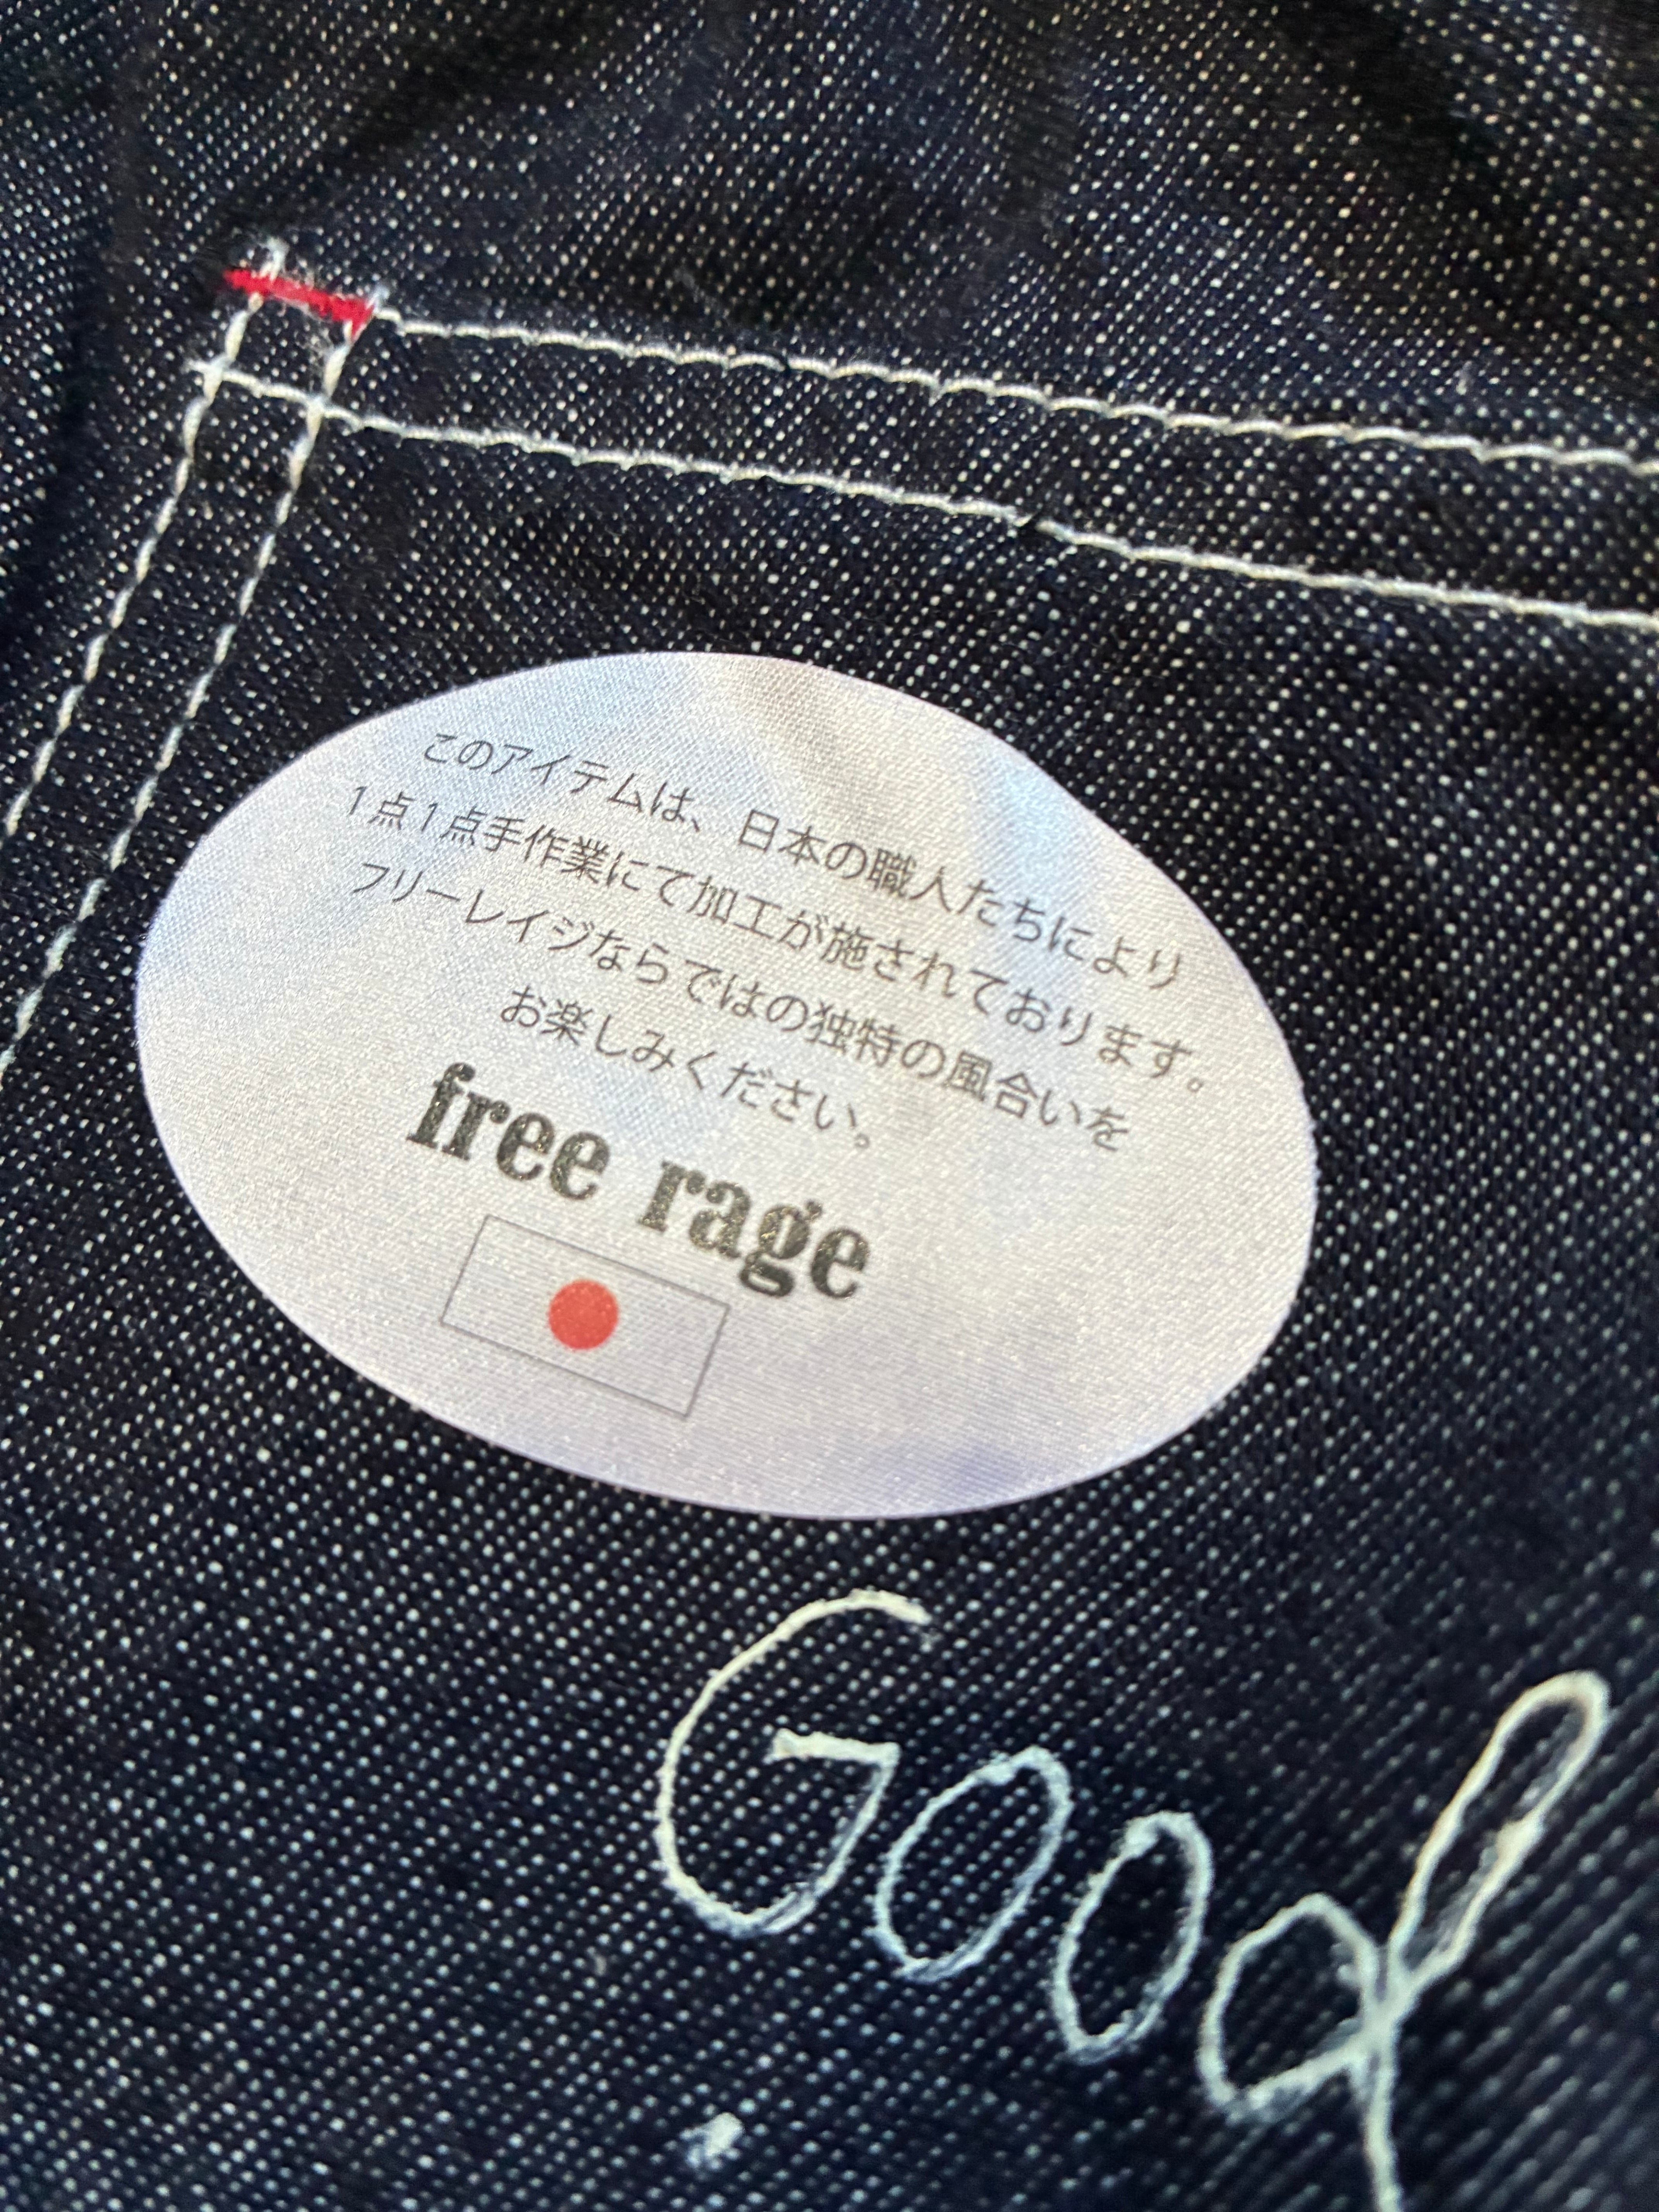 このアイテムは、日本の職人たちにより
1点1点手作業にて加工が施されております。
フリーレイジならではの独特の風合いを
お楽しみください。
free rage
Good